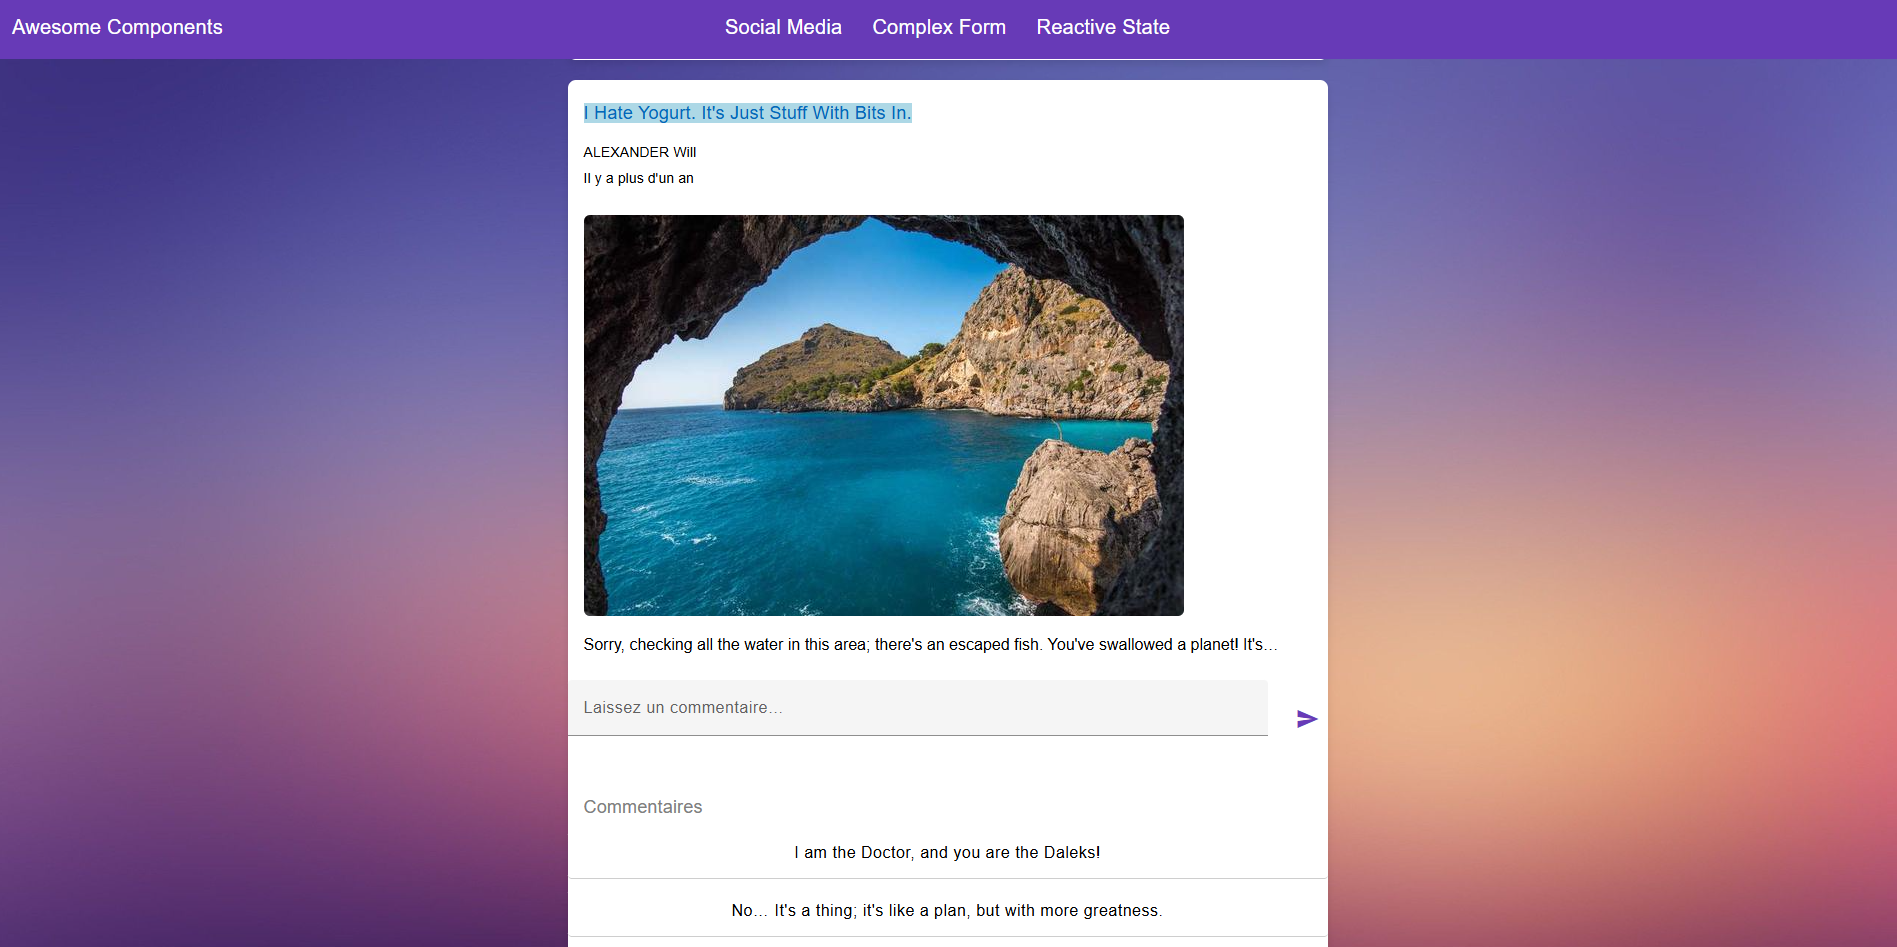 Awesome Components
Social Media
Complex Form
Reactive State
I Hate Yogurt. It's Just Stuff With Bits In.
ALEXANDER Will
Il y a plus d'un an
Sorry, checking all the water in this area; there's an escaped fish. You've swallowed a planet! It's…
Laissez un commentaire...
Commentaires
I am the Doctor, and you are the Daleks!
No… It's a thing; it's like a plan, but with more greatness.